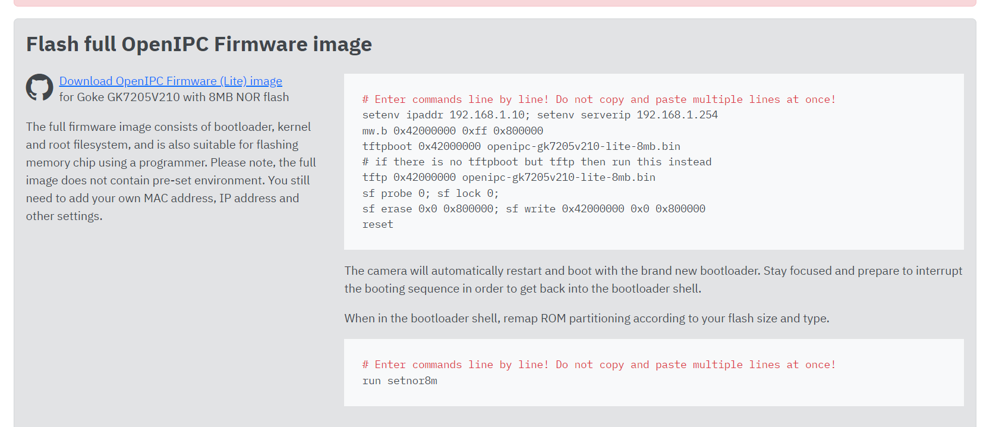 Flash full OpenIPC Firmware image
Download OpenIPC Firmware (Lite) image
for Goke GK7205V210 with 8MB NOR flash
The full firmware image consists of bootloader, kernel
and root filesystem, and is also suitable for flashing
memory chip using a programmer. Please note, the full
image does not contain pre-set environment. You still
need to add your own MAC address, IP address and
other settings.
# Enter commands line by line! Do not copy and paste multiple lines at once!
setenv ipaddr 192.168.1.10; setenv serverip 192.168.1.254
mw.b 0x42000000 0xff 0x800000
tftpboot 0x42000000 openipc-gk7205v210-lite-8mb.bin
# if there is no tftpboot but tftp then run this instead
tftp 0x42000000 openipc-gk7205v210-lite-8mb.bin
sf probe 0; sf lock 0;
sf erase 0x0 0x800000; sf write 0x42000000 0x0 0x800000
reset
The camera will automatically restart and boot with the brand new bootloader. Stay focused and prepare to interrupt
the booting sequence in order to get back into the bootloader shell.
When in the bootloader shell, remap ROM partitioning according to your flash size and type.
# Enter commands line by line! Do not copy and paste multiple lines at once!
run setnor8m